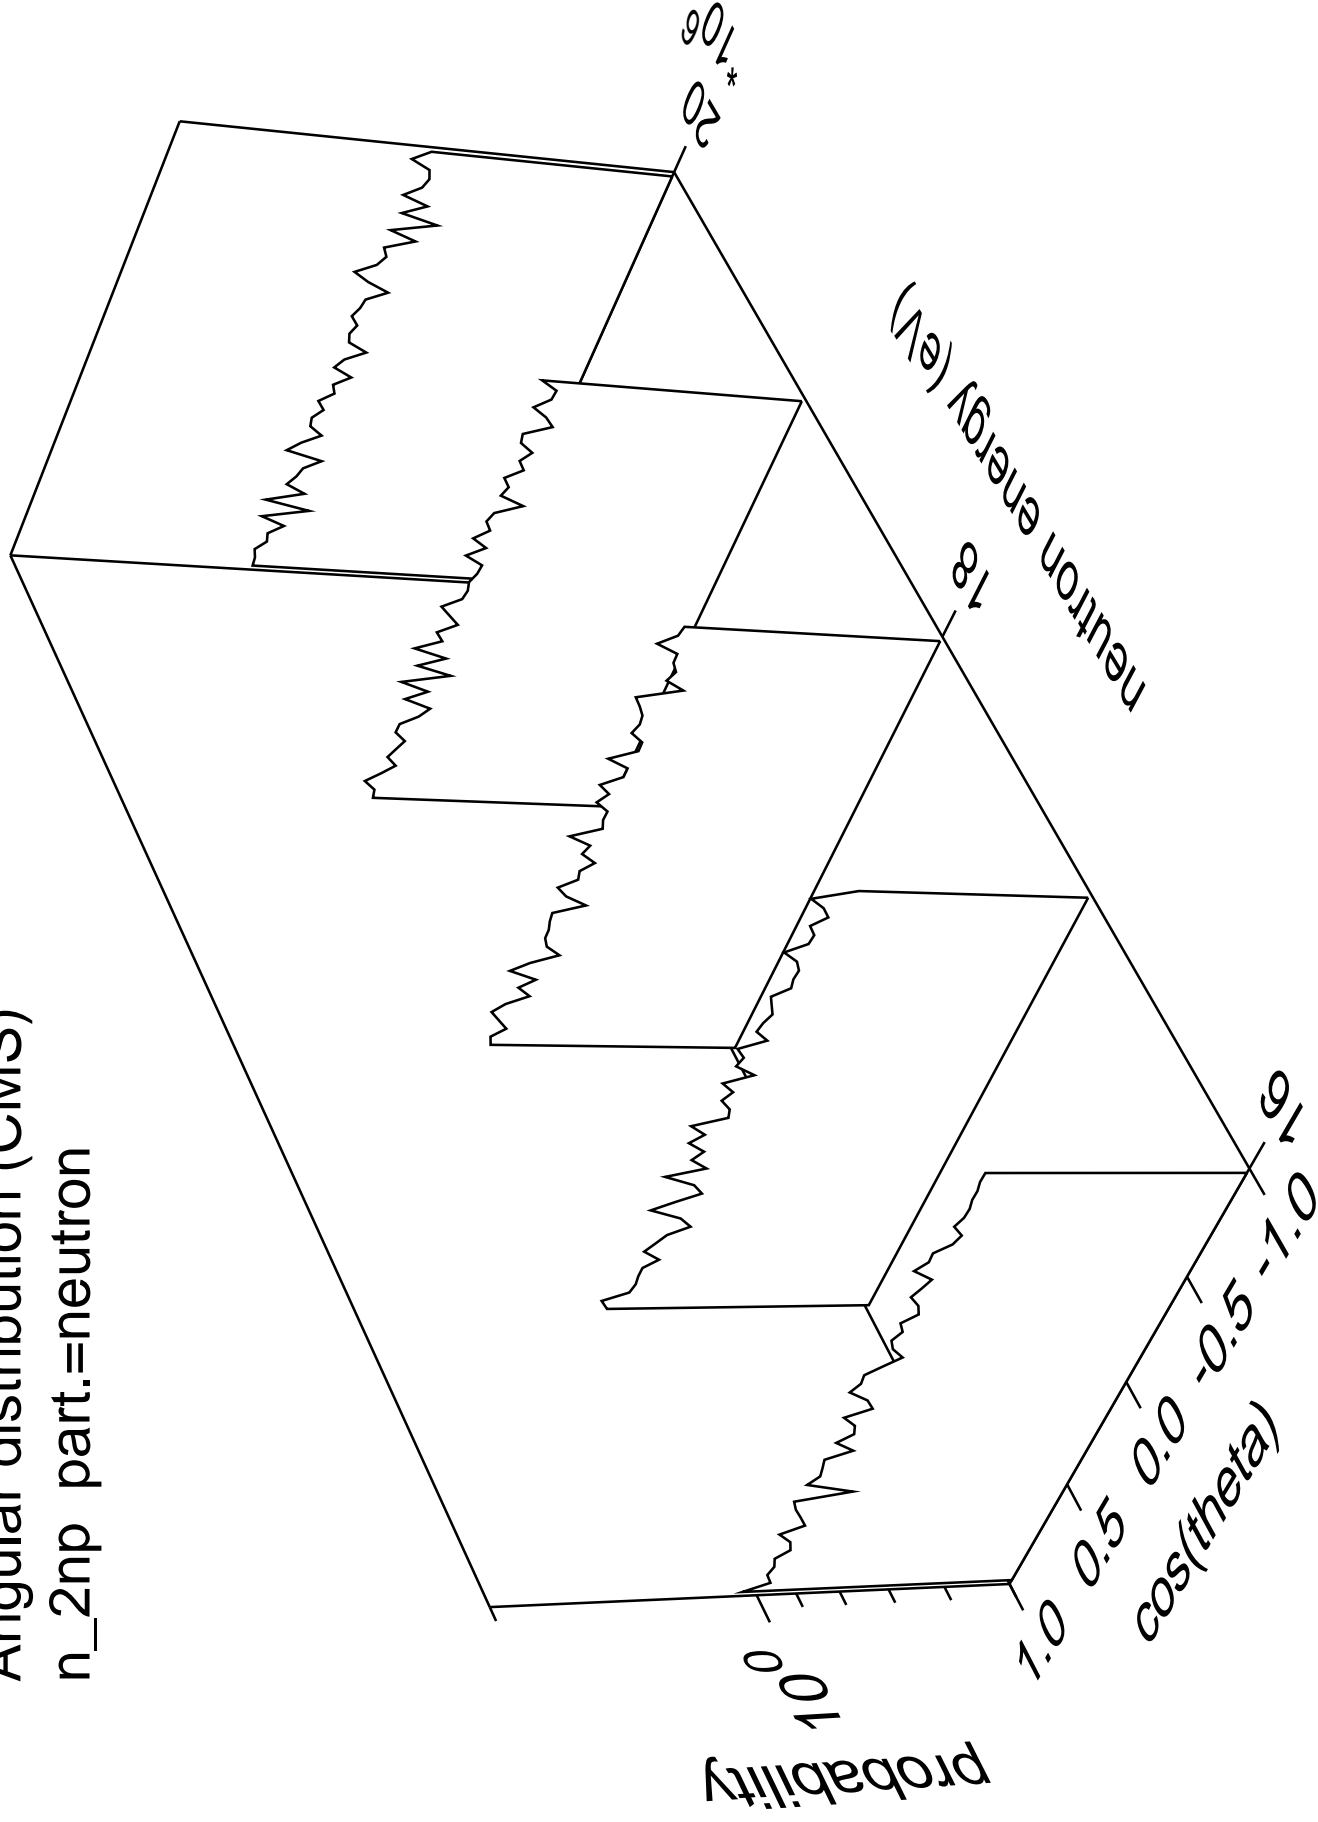 Angular distribution (CMS)
n_2np part.=neutron
probability
10 0
1.0 0.5 0.0 -0.5 -1.0
cos(theta)
16 18 20
*10 6
neutron energy (eV)